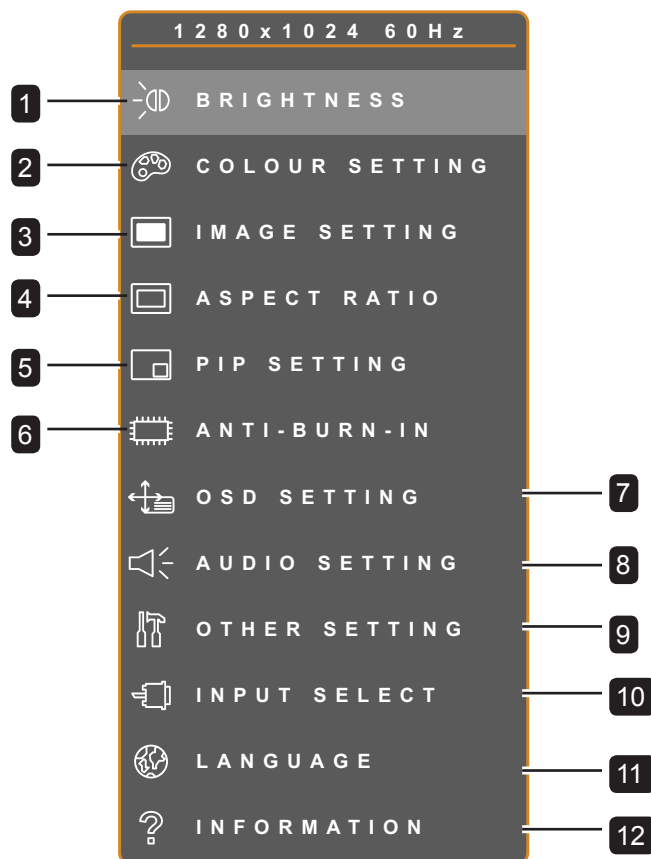 1280x1024 60Hz
1 BRIGHTNESS
2 COLOUR SETTING
3 IMAGE SETTING
4 ASPECT RATIO
5 PIP SETTING
6 ANTI-BURN-IN
OSD SETTING 7
AUDIO SETTING 8
OTHER SETTING 9
INPUT SELECT 10
LANGUAGE 11
INFORMATION 12